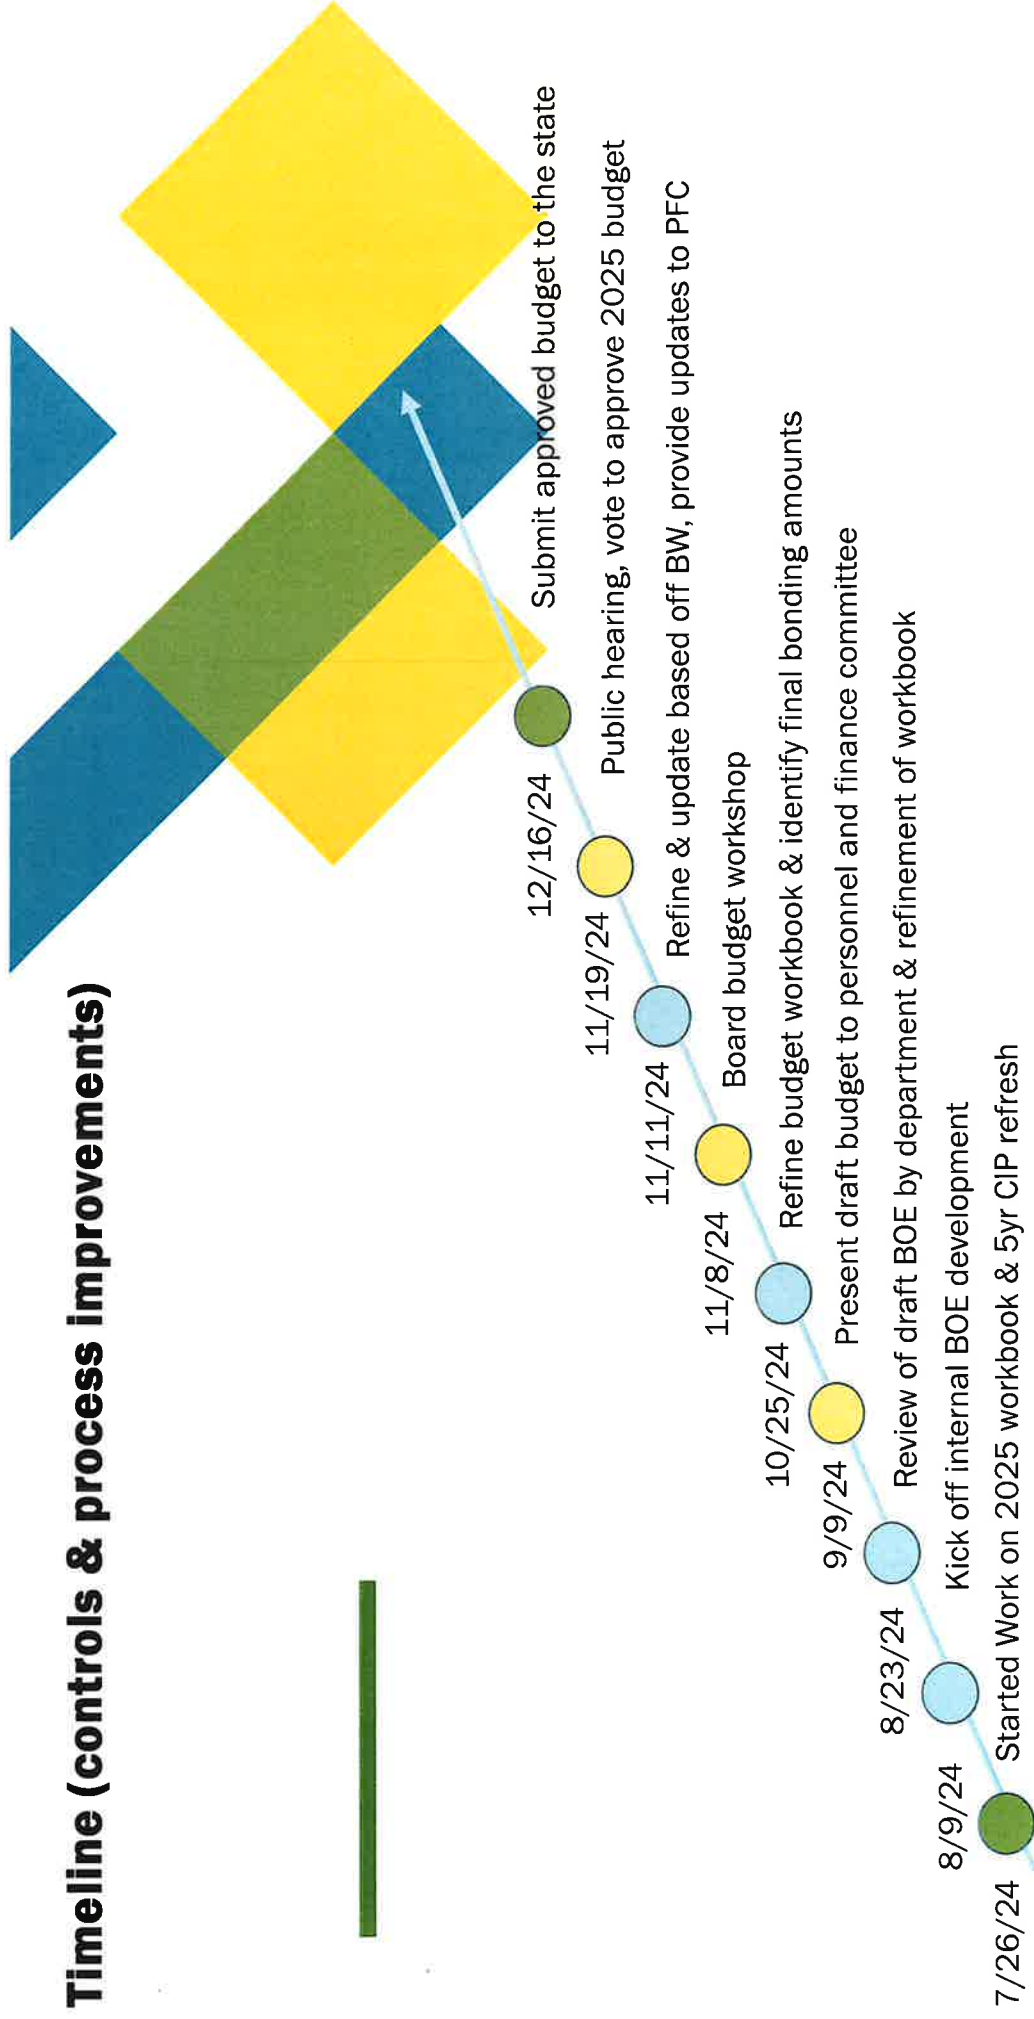 Timeline (controls & process improvements)
12/16/24
Submit approved budget to the state
11/19/24
Public hearing, vote to approve 2025 budget
11/11/24
Refine & update based off BW, provide updates to PFC
11/8/24
Board budget workshop
10/25/24
Refine budget workbook & identify final bonding amounts
9/9/24
Present draft budget to personnel and finance committee
8/23/24
Review of draft BOE by department & refinement of workbook
8/9/24
Kick off internal BOE development
7/26/24
Started Work on 2025 workbook & 5yr CIP refresh